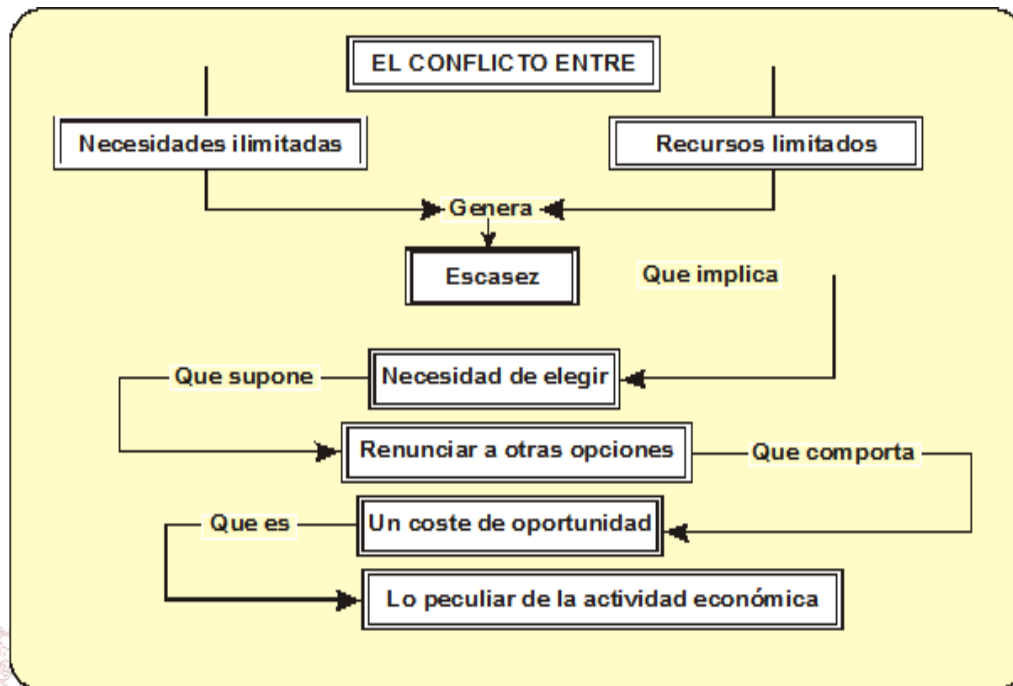 EL CONFLICTO ENTRE
Necesidades ilimitadas
Recursos limitados
Genera
Escasez
Que implica
Que supone
Necesidad de elegir
Renunciar a otras opciones
Que comporta
Que es
Un coste de oportunidad
Lo peculiar de la actividad económica